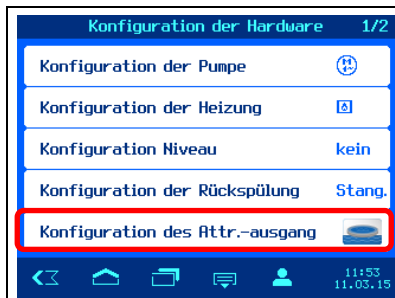 Konfiguration der Hardware 1/2
Konfiguration der Pumpe
Konfiguration der Heizung
Konfiguration Niveau kein
Konfiguration der Rückspülung Stang.
Konfiguration des Attr.-ausgang
11:53
11.03.15